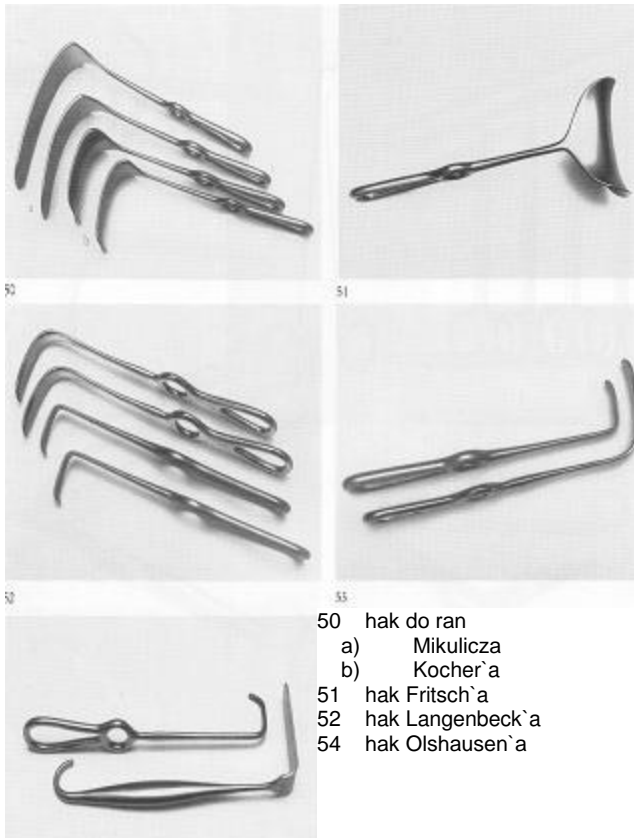 a
b
50
51
52
53
50 hak do ran
a) Mikulicza
b) Kocher`a
51 hak Fritsch`a
52 hak Langenbeck`a
54 hak Olshausen`a